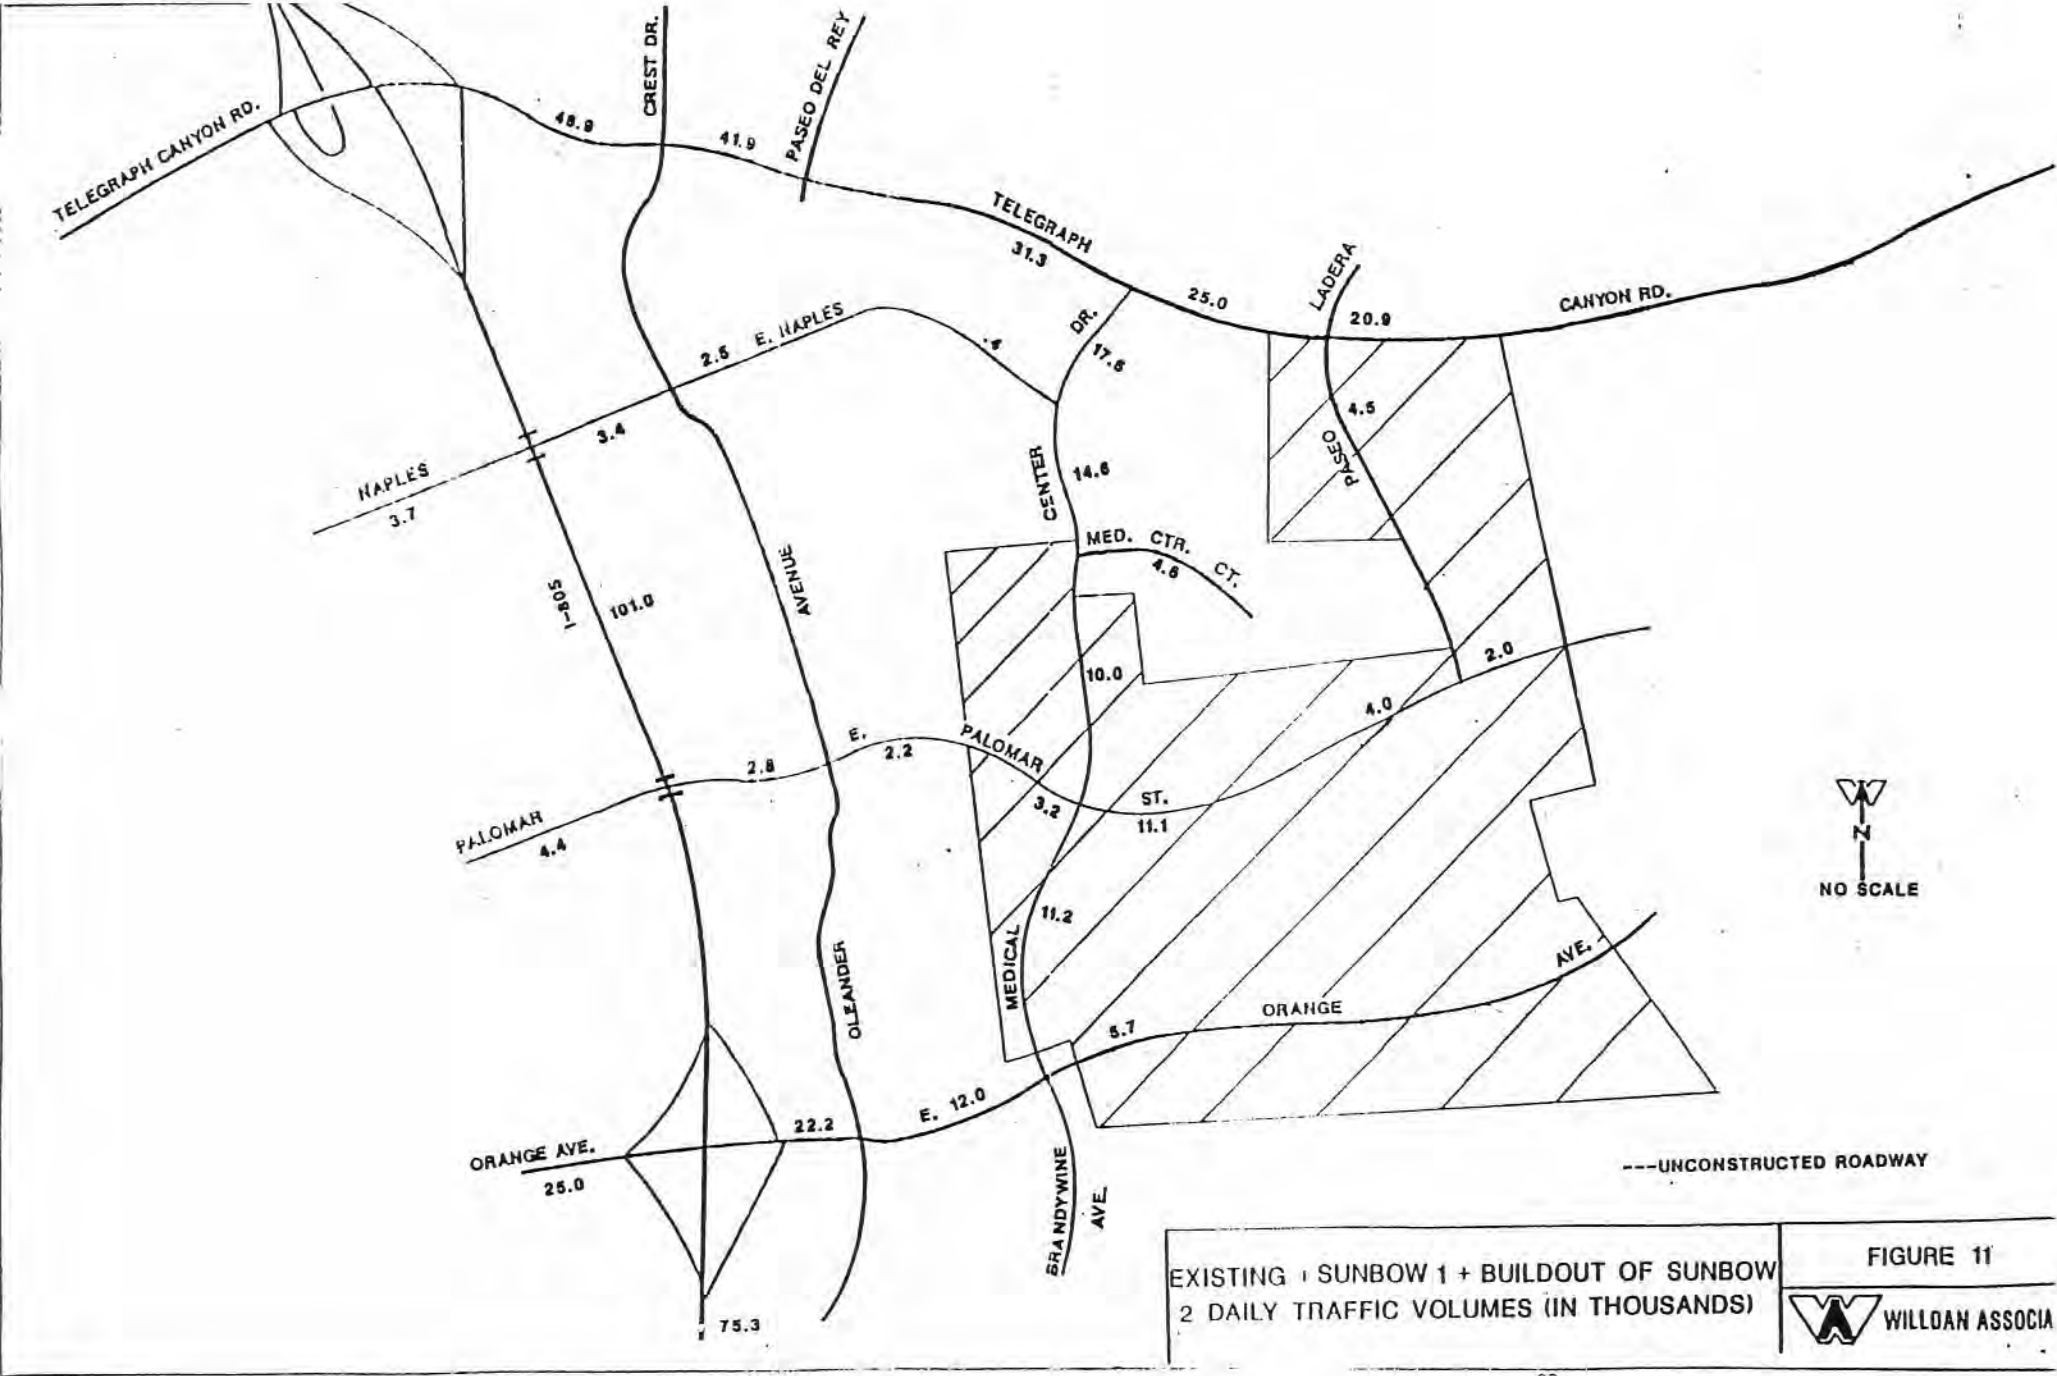 CREST DR.
PASEO DEL REY
TELEGRAPH CANYON RD.
48.9
41.9
TELEGRAPH
31.3
25.0
LADERA
20.9
CANYON RD.
E. NAPLES
2.5
DR.
17.6
3.4
4.5
PASEO
NAPLES
3.7
CENTER
14.6
MED. CTR. CT.
4.6
AVENUE
I-805
101.0
2.0
10.0
4.0
E. PALOMAR ST.
2.8
2.2
3.2
11.1
PALOMAR
4.4
N
NO SCALE
11.2
MEDICAL
OLEANDER
AVE.
ORANGE
5.7
E. 12.0
22.2
ORANGE AVE.
25.0
BRANDYWINE
AVE.
75.3
---UNCONSTRUCTED ROADWAY
EXISTING + SUNBOW 1 + BUILDOUT OF SUNBOW
2 DAILY TRAFFIC VOLUMES (IN THOUSANDS)
FIGURE 11
WILLDAN ASSOCIA